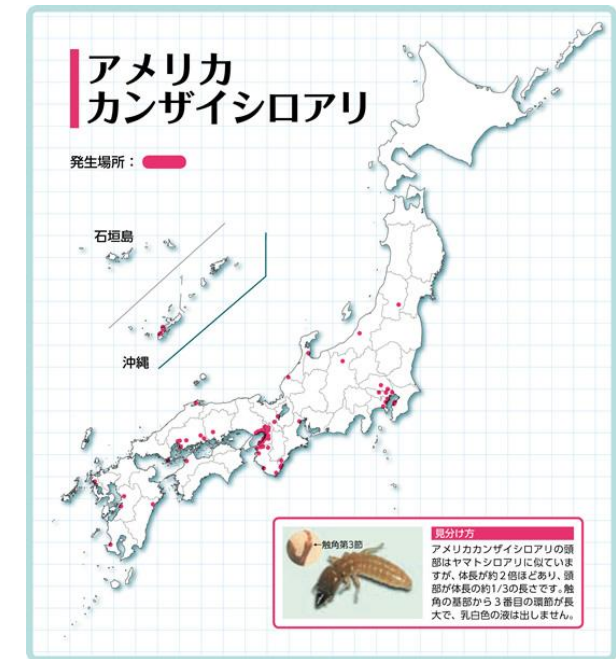 アメリカ
カンザイシロアリ
発生場所：
石垣島
沖縄
←触角第3節
見分け方
アメリカカンザイシロアリの頭
部はヤマトシロアリに似ていま
すが、体長が約2倍ほどあり、頭
部が体長の約1/3の長さです。触
角の基部から３番目の環節が長
大で、乳白色の液は出しません。